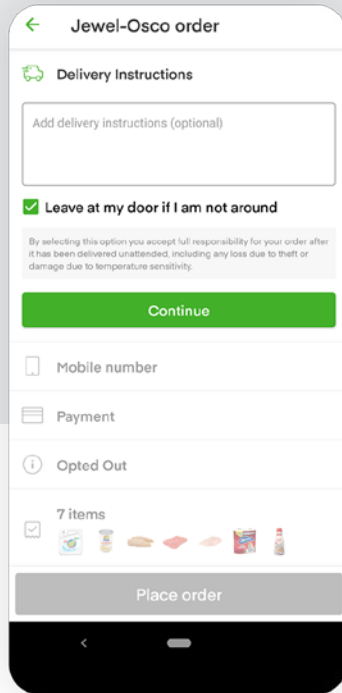 Jewel-Osco order
Delivery Instructions
Add delivery instructions (optional)
Leave at my door if I am not around
By selecting this option you accept full responsibility for your order after
it has been delivered unattended, including any loss due to theft or
damage due to temperature sensitivity.
Continue
Mobile number
Payment
Opted Out
7 items
Place order